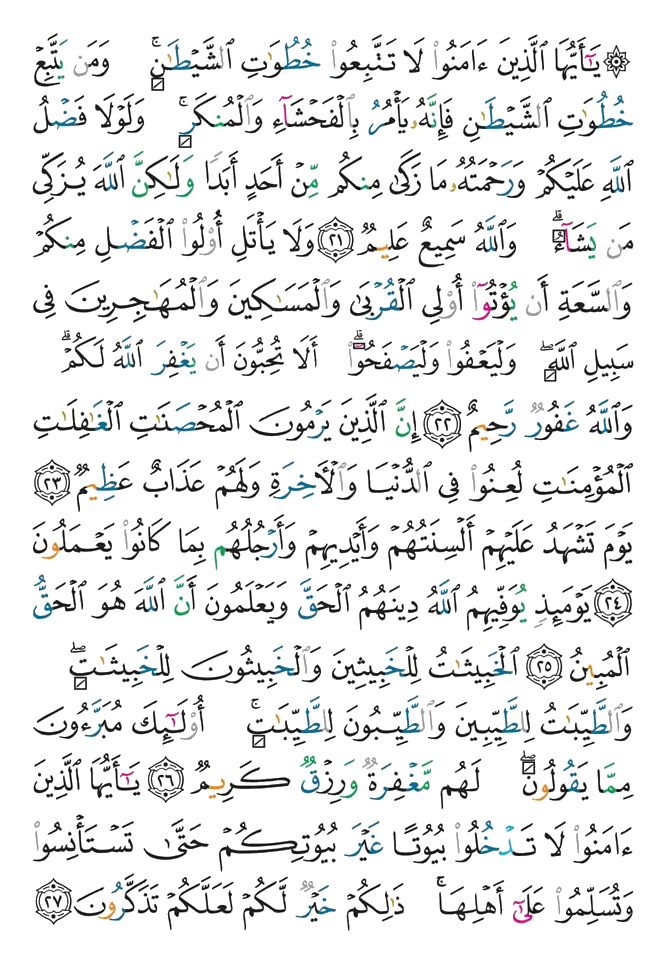 ۞ يَـٰٓأَيُّهَا ٱلَّذِينَ ءَامَنُوا۟ لَا تَتَّبِعُوا۟ خُطُوَٰتِ ٱلشَّيْطَـٰنِ ۚ وَمَن يَتَّبِعْ
خُطُوَٰتِ ٱلشَّيْطَـٰنِ فَإِنَّهُۥ يَأْمُرُ بِٱلْفَحْشَآءِ وَٱلْمُنكَرِ ۚ وَلَوْلَا فَضْلُ
ٱللَّهِ عَلَيْكُمْ وَرَحْمَتُهُۥ مَا زَكَىٰ مِنكُم مِّنْ أَحَدٍ أَبَدًا وَلَـٰكِنَّ ٱللَّهَ يُزَكِّى
مَن يَشَآءُ ۗ وَٱللَّهُ سَمِيعٌ عَلِيمٌ ٢١ وَلَا يَأْتَلِ أُو۟لُوا۟ ٱلْفَضْلِ مِنكُمْ
وَٱلسَّعَةِ أَن يُؤْتُوٓا۟ أُو۟لِى ٱلْقُرْبَىٰ وَٱلْمَسَـٰكِينَ وَٱلْمُهَـٰجِرِينَ فِى
سَبِيلِ ٱللَّهِ ۖ وَلْيَعْفُوا۟ وَلْيَصْفَحُوٓا۟ ۗ أَلَا تُحِبُّونَ أَن يَغْفِرَ ٱللَّهُ لَكُمْ ۗ
وَٱللَّهُ غَفُورٌ رَّحِيمٌ ٢٢ إِنَّ ٱلَّذِينَ يَرْمُونَ ٱلْمُحْصَنَـٰتِ ٱلْغَـٰفِلَـٰتِ
ٱلْمُؤْمِنَـٰتِ لُعِنُوا۟ فِى ٱلدُّنْيَا وَٱلْـَٔاخِرَةِ وَلَهُمْ عَذَابٌ عَظِيمٌ ٢٣
يَوْمَ تَشْهَدُ عَلَيْهِمْ أَلْسِنَتُهُمْ وَأَيْدِيهِمْ وَأَرْجُلُهُم بِمَا كَانُوا۟ يَعْمَلُونَ
٢٤ يَوْمَئِذٍ يُوَفِّيهِمُ ٱللَّهُ دِينَهُمُ ٱلْحَقَّ وَيَعْلَمُونَ أَنَّ ٱللَّهَ هُوَ ٱلْحَقُّ
ٱلْمُبِينُ ٢٥ ٱلْخَبِيثَـٰتُ لِلْخَبِيثِينَ وَٱلْخَبِيثُونَ لِلْخَبِيثَـٰتِ ۖ
وَٱلطَّيِّبَـٰتُ لِلطَّيِّبِينَ وَٱلطَّيِّبُونَ لِلطَّيِّبَـٰتِ ۚ أُو۟لَـٰٓئِكَ مُبَرَّءُونَ
مِمَّا يَقُولُونَ ۖ لَهُم مَّغْفِرَةٌ وَرِزْقٌ كَرِيمٌ ٢٦ يَـٰٓأَيُّهَا ٱلَّذِينَ
ءَامَنُوا۟ لَا تَدْخُلُوا۟ بُيُوتًا غَيْرَ بُيُوتِكُمْ حَتَّىٰ تَسْتَأْنِسُوا۟
وَتُسَلِّمُوا۟ عَلَىٰٓ أَهْلِهَا ۚ ذَٰلِكُمْ خَيْرٌ لَّكُمْ لَعَلَّكُمْ تَذَكَّرُونَ ٢٧